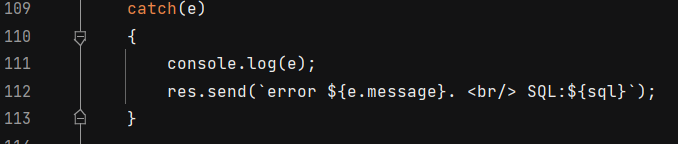 109 catch(e)
110 {
111 console.log(e);
112 res.send(`error ${e.message}. <br/> SQL:${sql}`);
113 }